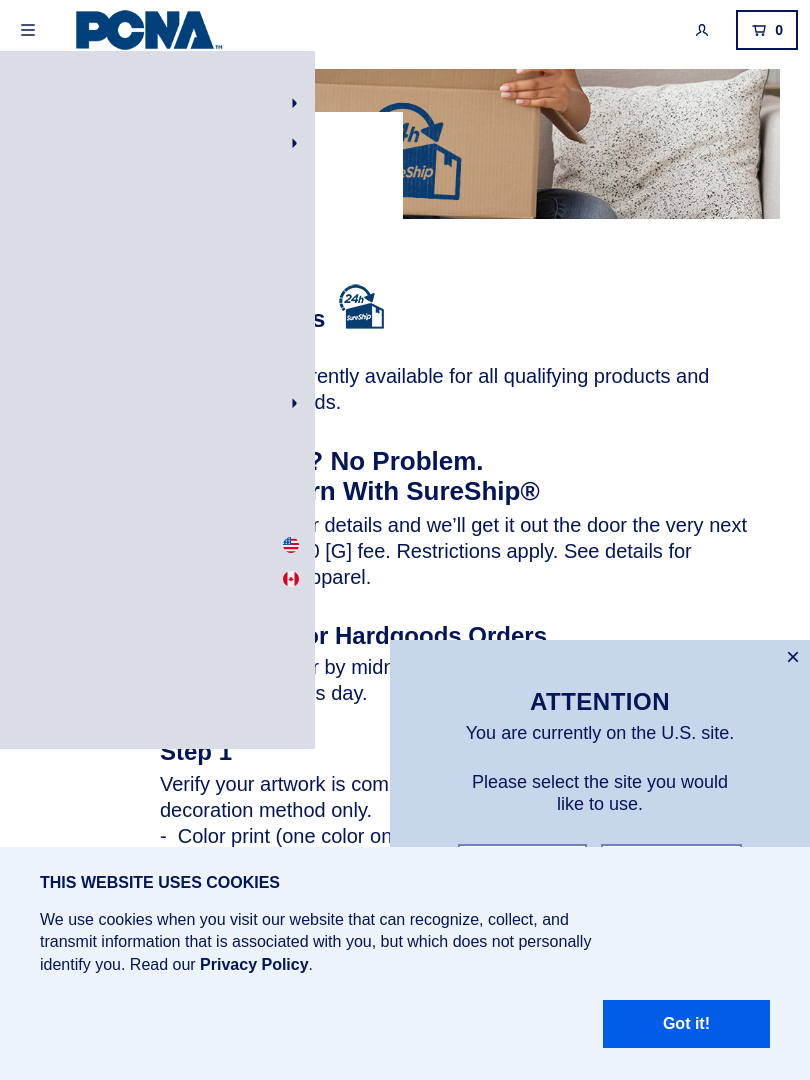 PCNA™
0
24h
SureShip
s
24h
SureShip
rently available for all qualifying products and
ds.
? No Problem.
rn With SureShip®
r details and we’ll get it out the door the very next
0 [G] fee. Restrictions apply. See details for
pparel.
or Hardgoods Orders
r by midn
s day.
Step 1
Verify your artwork is com
decoration method only.
- Color print (one color on
×
ATTENTION
You are currently on the U.S. site.
Please select the site you would
like to use.
THIS WEBSITE USES COOKIES
We use cookies when you visit our website that can recognize, collect, and
transmit information that is associated with you, but which does not personally
identify you. Read our Privacy Policy.
Got it!